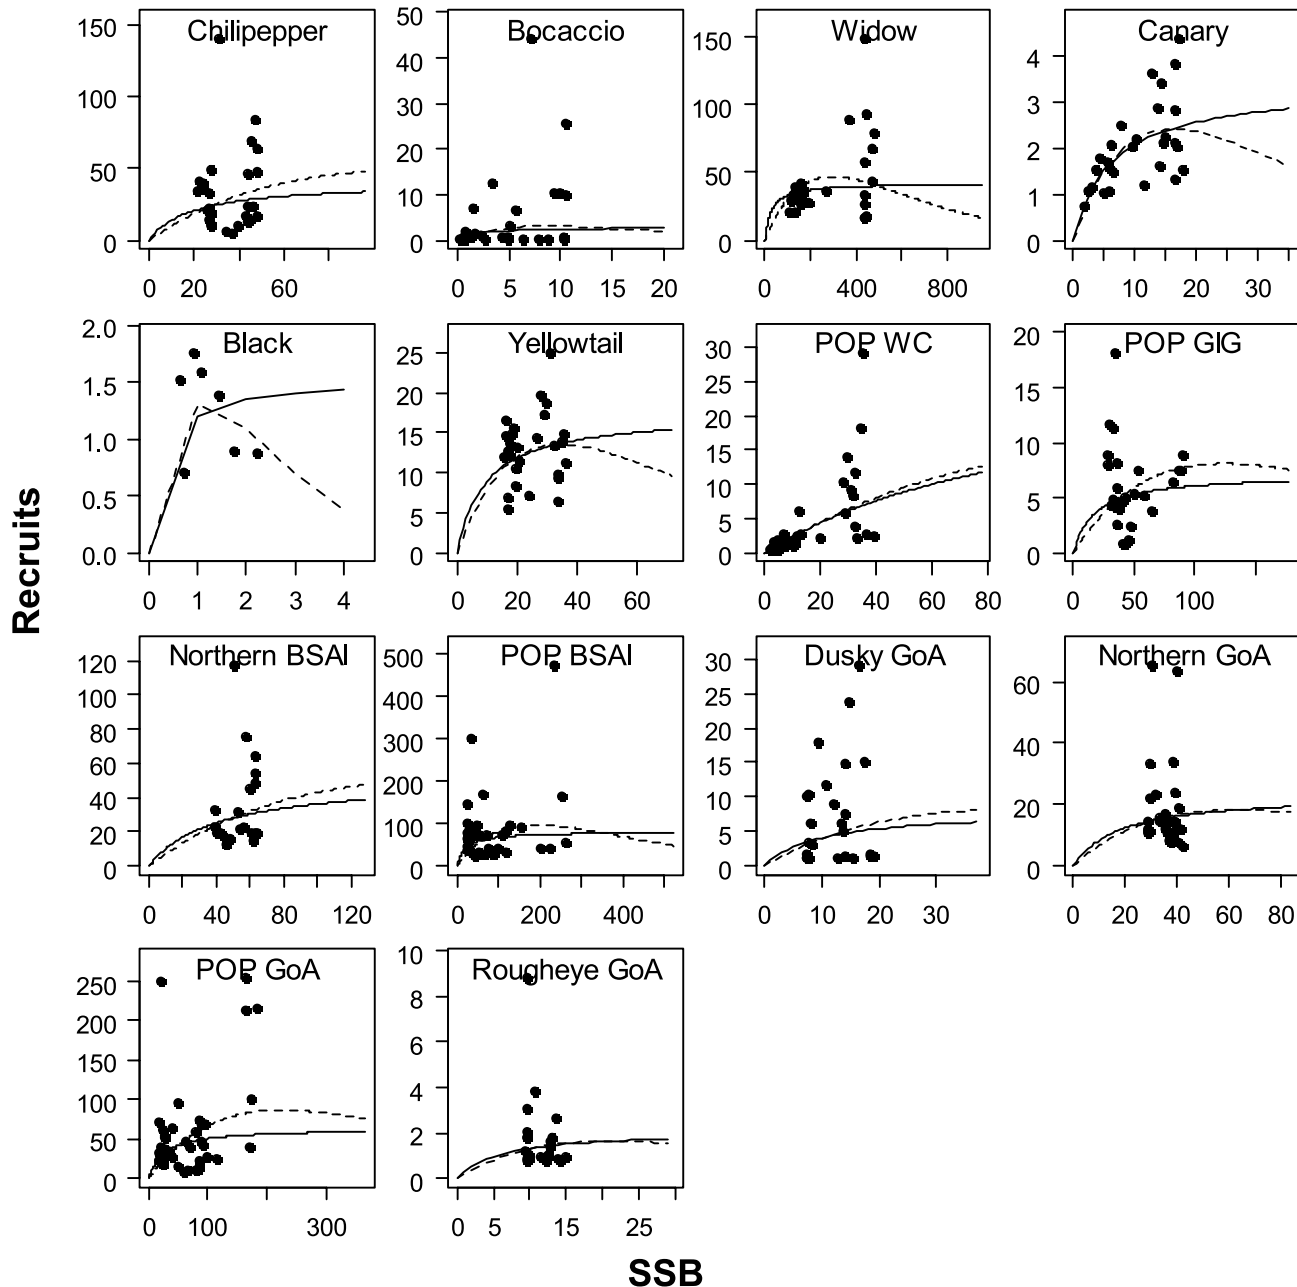 Chilipepper
Bocaccio
Widow
Canary
0 50 100 150
0 10 20 30 40 50
0 50 100 150
0 1 2 3 4
0 20 60
0 5 10 15 20
0 400 800
0 10 20 30
Black
Yellowtail
POP WC
POP GIG
0.0 0.5 1.0 1.5 2.0
0 5 10 15 20 25
0 5 10 15 20 25 30
0 5 10 15 20
0 1 2 3 4
0 20 40 60
0 20 40 60 80
0 50 100
Recruits
Northern BSAI
POP BSAI
Dusky GoA
Northern GoA
0 20 40 60 80 100 120
0 100 200 300 400 500
0 5 10 15 20 25 30
0 20 40 60
0 40 80 120
0 200 400
0 10 20 30
0 20 40 60 80
POP GoA
Rougheye GoA
0 50 100 150 200 250
0 2 4 6 8 10
0 100 300
0 5 15 25
SSB